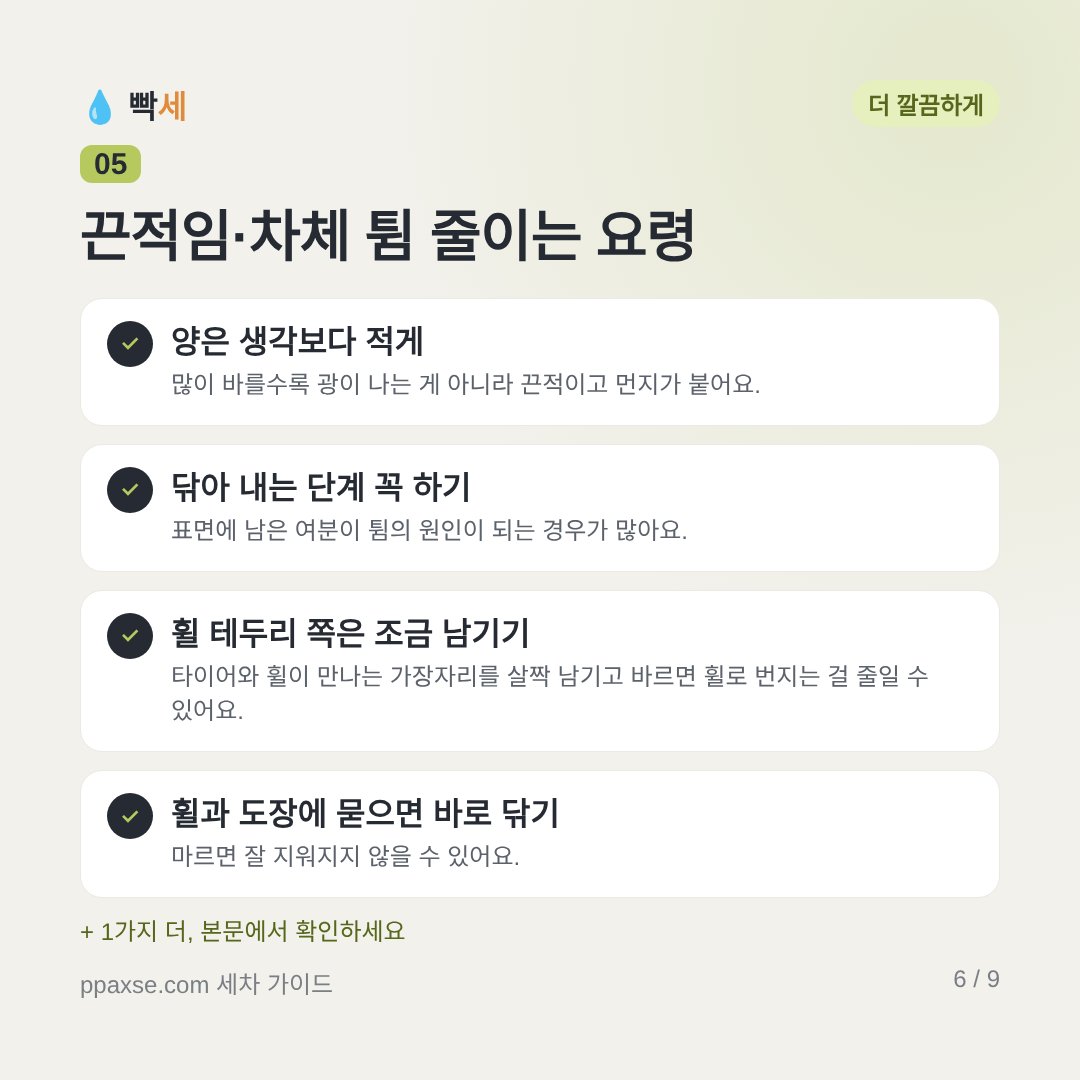 빡세
더 깔끔하게
05
끈적임·차체 튐 줄이는 요령
양은 생각보다 적게
많이 바를수록 광이 나는 게 아니라 끈적이고 먼지가 붙어요.
닦아 내는 단계 꼭 하기
표면에 남은 여분이 튐의 원인이 되는 경우가 많아요.
휠 테두리 쪽은 조금 남기기
타이어와 휠이 만나는 가장자리를 살짝 남기고 바르면 휠로 번지는 걸 줄일 수
있어요.
휠과 도장에 묻으면 바로 닦기
마르면 잘 지워지지 않을 수 있어요.
+ 1가지 더, 본문에서 확인하세요
ppaxse.com 세차 가이드
6 / 9